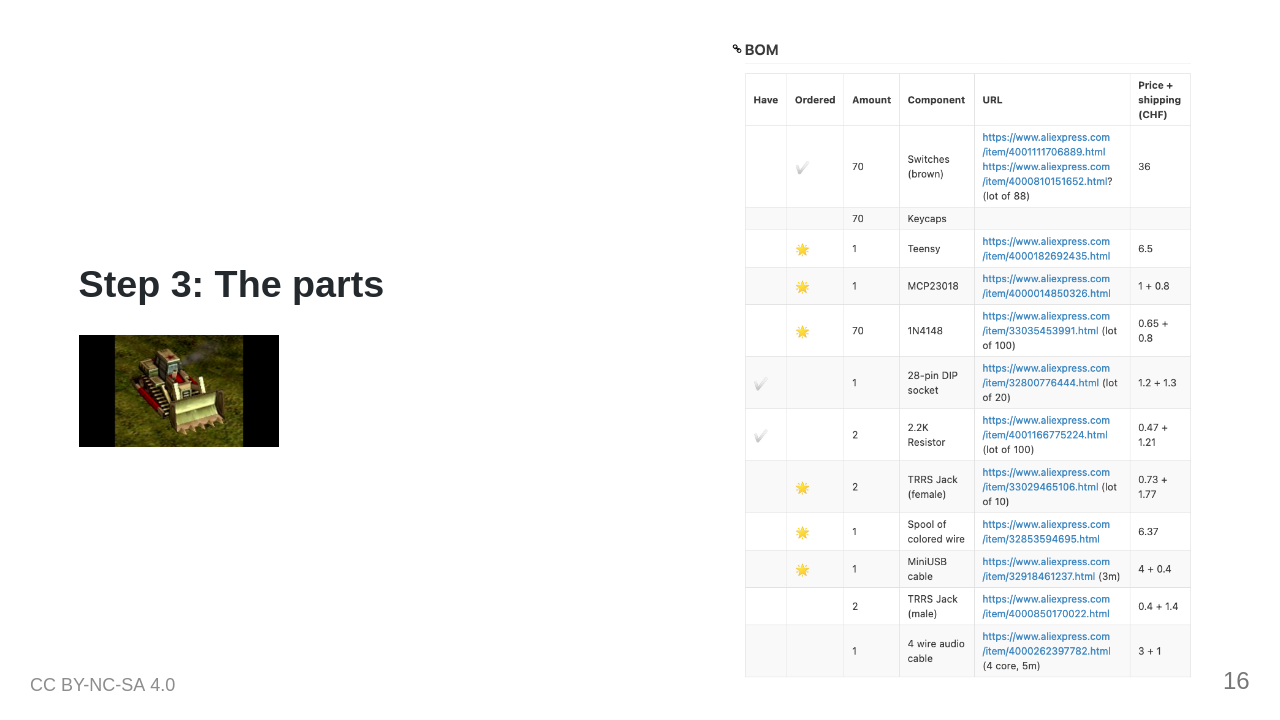 Step 3: The parts
BOM
Have Ordered Amount Component URL Price + shipping (CHF)
70 Switches (brown) https://www.aliexpress.com/item/4001111706889.html https://www.aliexpress.com/item/4000810151652.html? (lot of 88) 36
70 Keycaps
1 Teensy https://www.aliexpress.com/item/4000182692435.html 6.5
1 MCP23018 https://www.aliexpress.com/item/4000014850326.html 1 + 0.8
70 1N4148 https://www.aliexpress.com/item/33035453991.html (lot of 100) 0.65 + 0.8
1 28-pin DIP socket https://www.aliexpress.com/item/32800776444.html (lot of 20) 1.2 + 1.3
2 2.2K Resistor https://www.aliexpress.com/item/4001166775224.html (lot of 100) 0.47 + 1.21
2 TRRS Jack (female) https://www.aliexpress.com/item/33029465106.html (lot of 10) 0.73 + 1.77
1 Spool of colored wire https://www.aliexpress.com/item/32853594695.html 6.37
1 MiniUSB cable https://www.aliexpress.com/item/32918461237.html (3m) 4 + 0.4
2 TRRS Jack (male) https://www.aliexpress.com/item/4000850170022.html 0.4 + 1.4
1 4 wire audio cable https://www.aliexpress.com/item/4000262397782.html (4 core, 5m) 3 + 1
CC BY-NC-SA 4.0
16